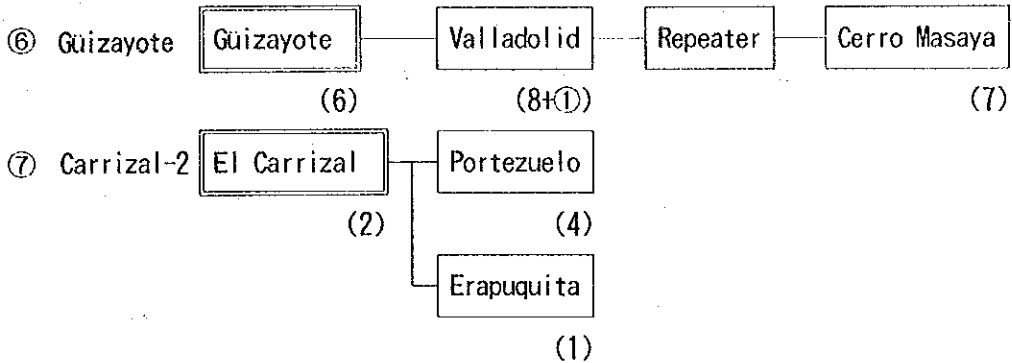 ⑥ Güizayote Güizayote Valladolid Repeater Cerro Masaya
(6) (8+①) (7)
⑦ Carrizal-2 El Carrizal Portezuelo
(2) (4)
Erapuquita
(1)